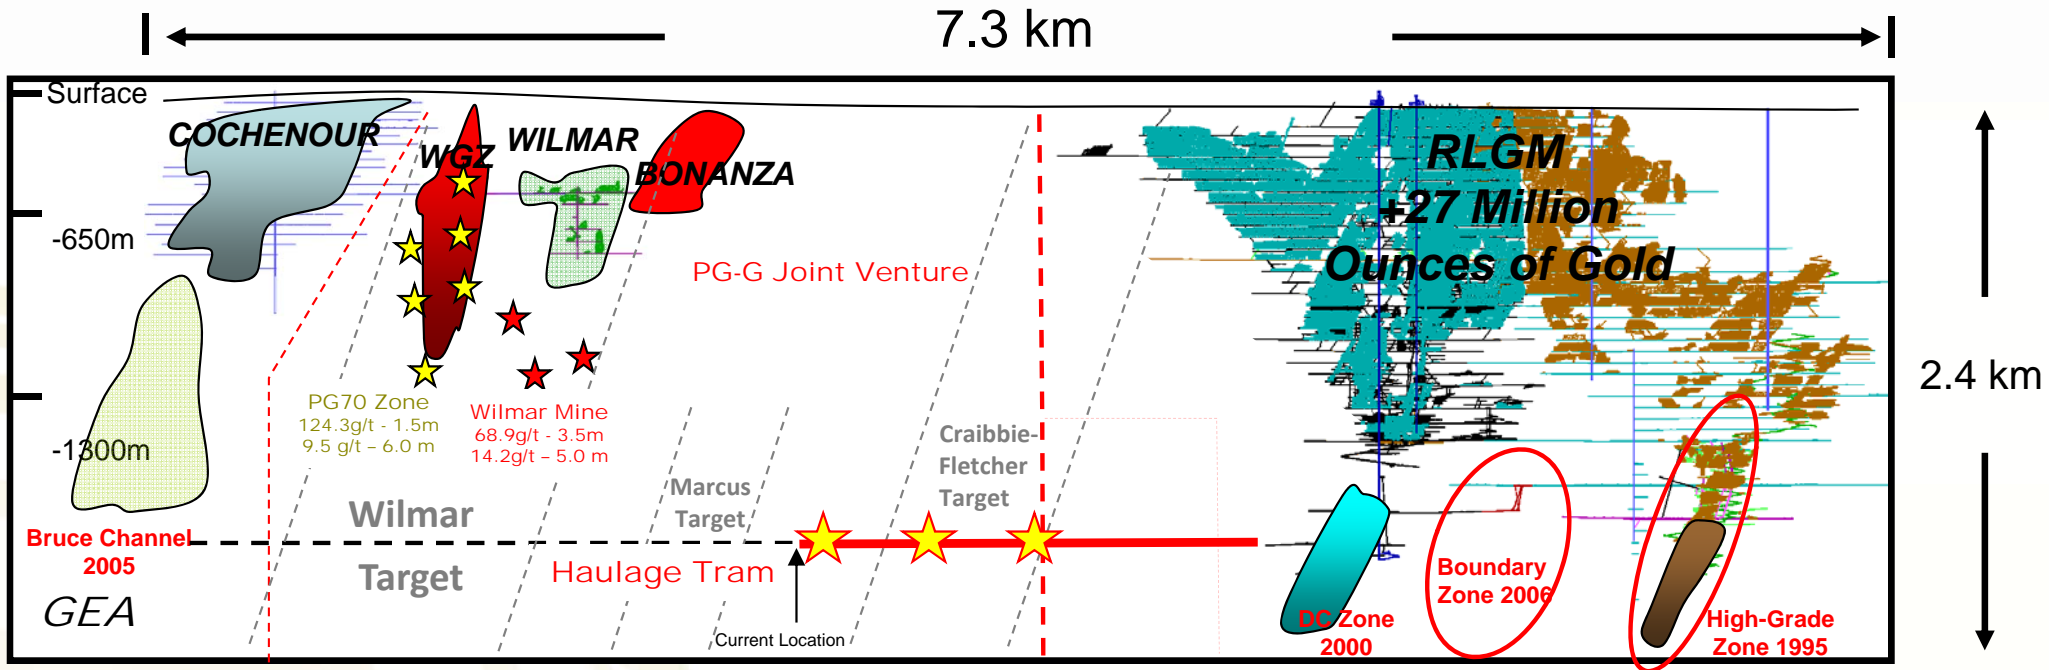 7.3 km
Surface
COCHENOUR
WGZ
WILMAR
BONANZA
RLGM
+27 Million
Ounces of Gold
-650m
PG-G Joint Venture
2.4 km
PG70 Zone
124.3g/t - 1.5m
9.5 g/t – 6.0 m
Wilmar Mine
68.9g/t - 3.5m
14.2g/t – 5.0 m
-1300m
Craibbie-
Fletcher
Target
Marcus
Target
Wilmar
Target
Bruce Channel
2005
Haulage Tram
GEA
Current Location
DC Zone
2000
Boundary
Zone 2006
High-Grade
Zone 1995